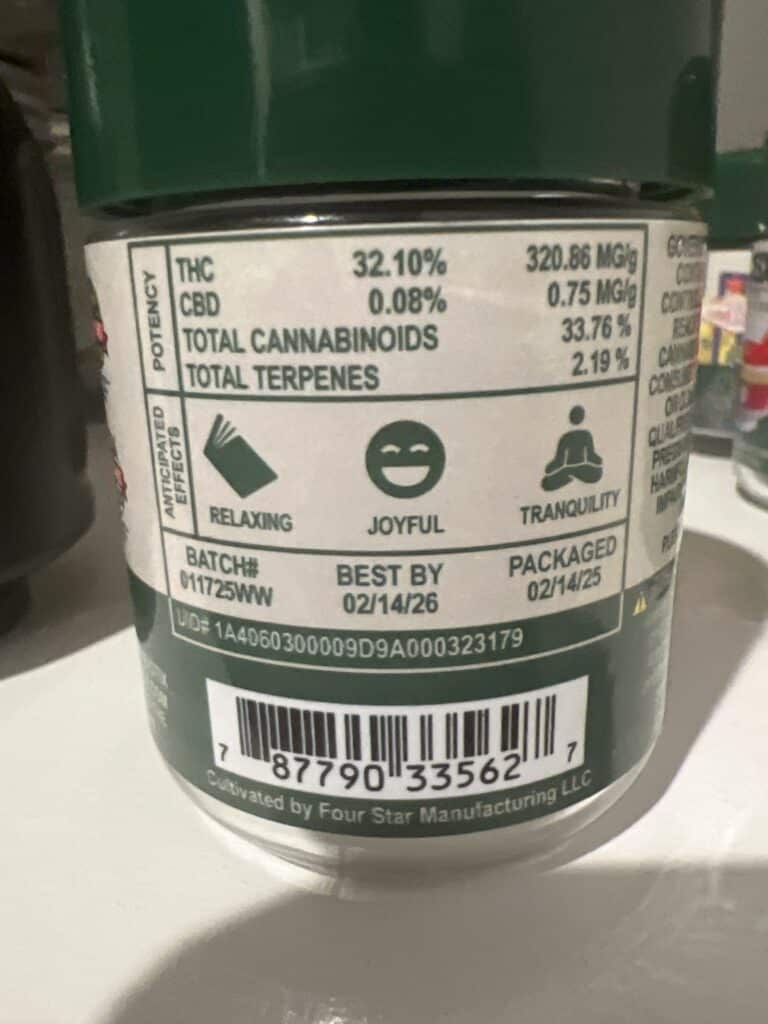 POTENCY
THC 32.10% 320.86 MG/g
CBD 0.08% 0.75 MG/g
TOTAL CANNABINOIDS 33.76 %
TOTAL TERPENES 2.19 %
ANTICIPATED
EFFECTS
RELAXING JOYFUL TRANQUILITY
BATCH# BEST BY PACKAGED
011725WW 02/14/26 02/14/25
UID# 1A4060300009D9A000323179
7 87790 33562 7
Cultivated by Four Star Manufacturing LLC